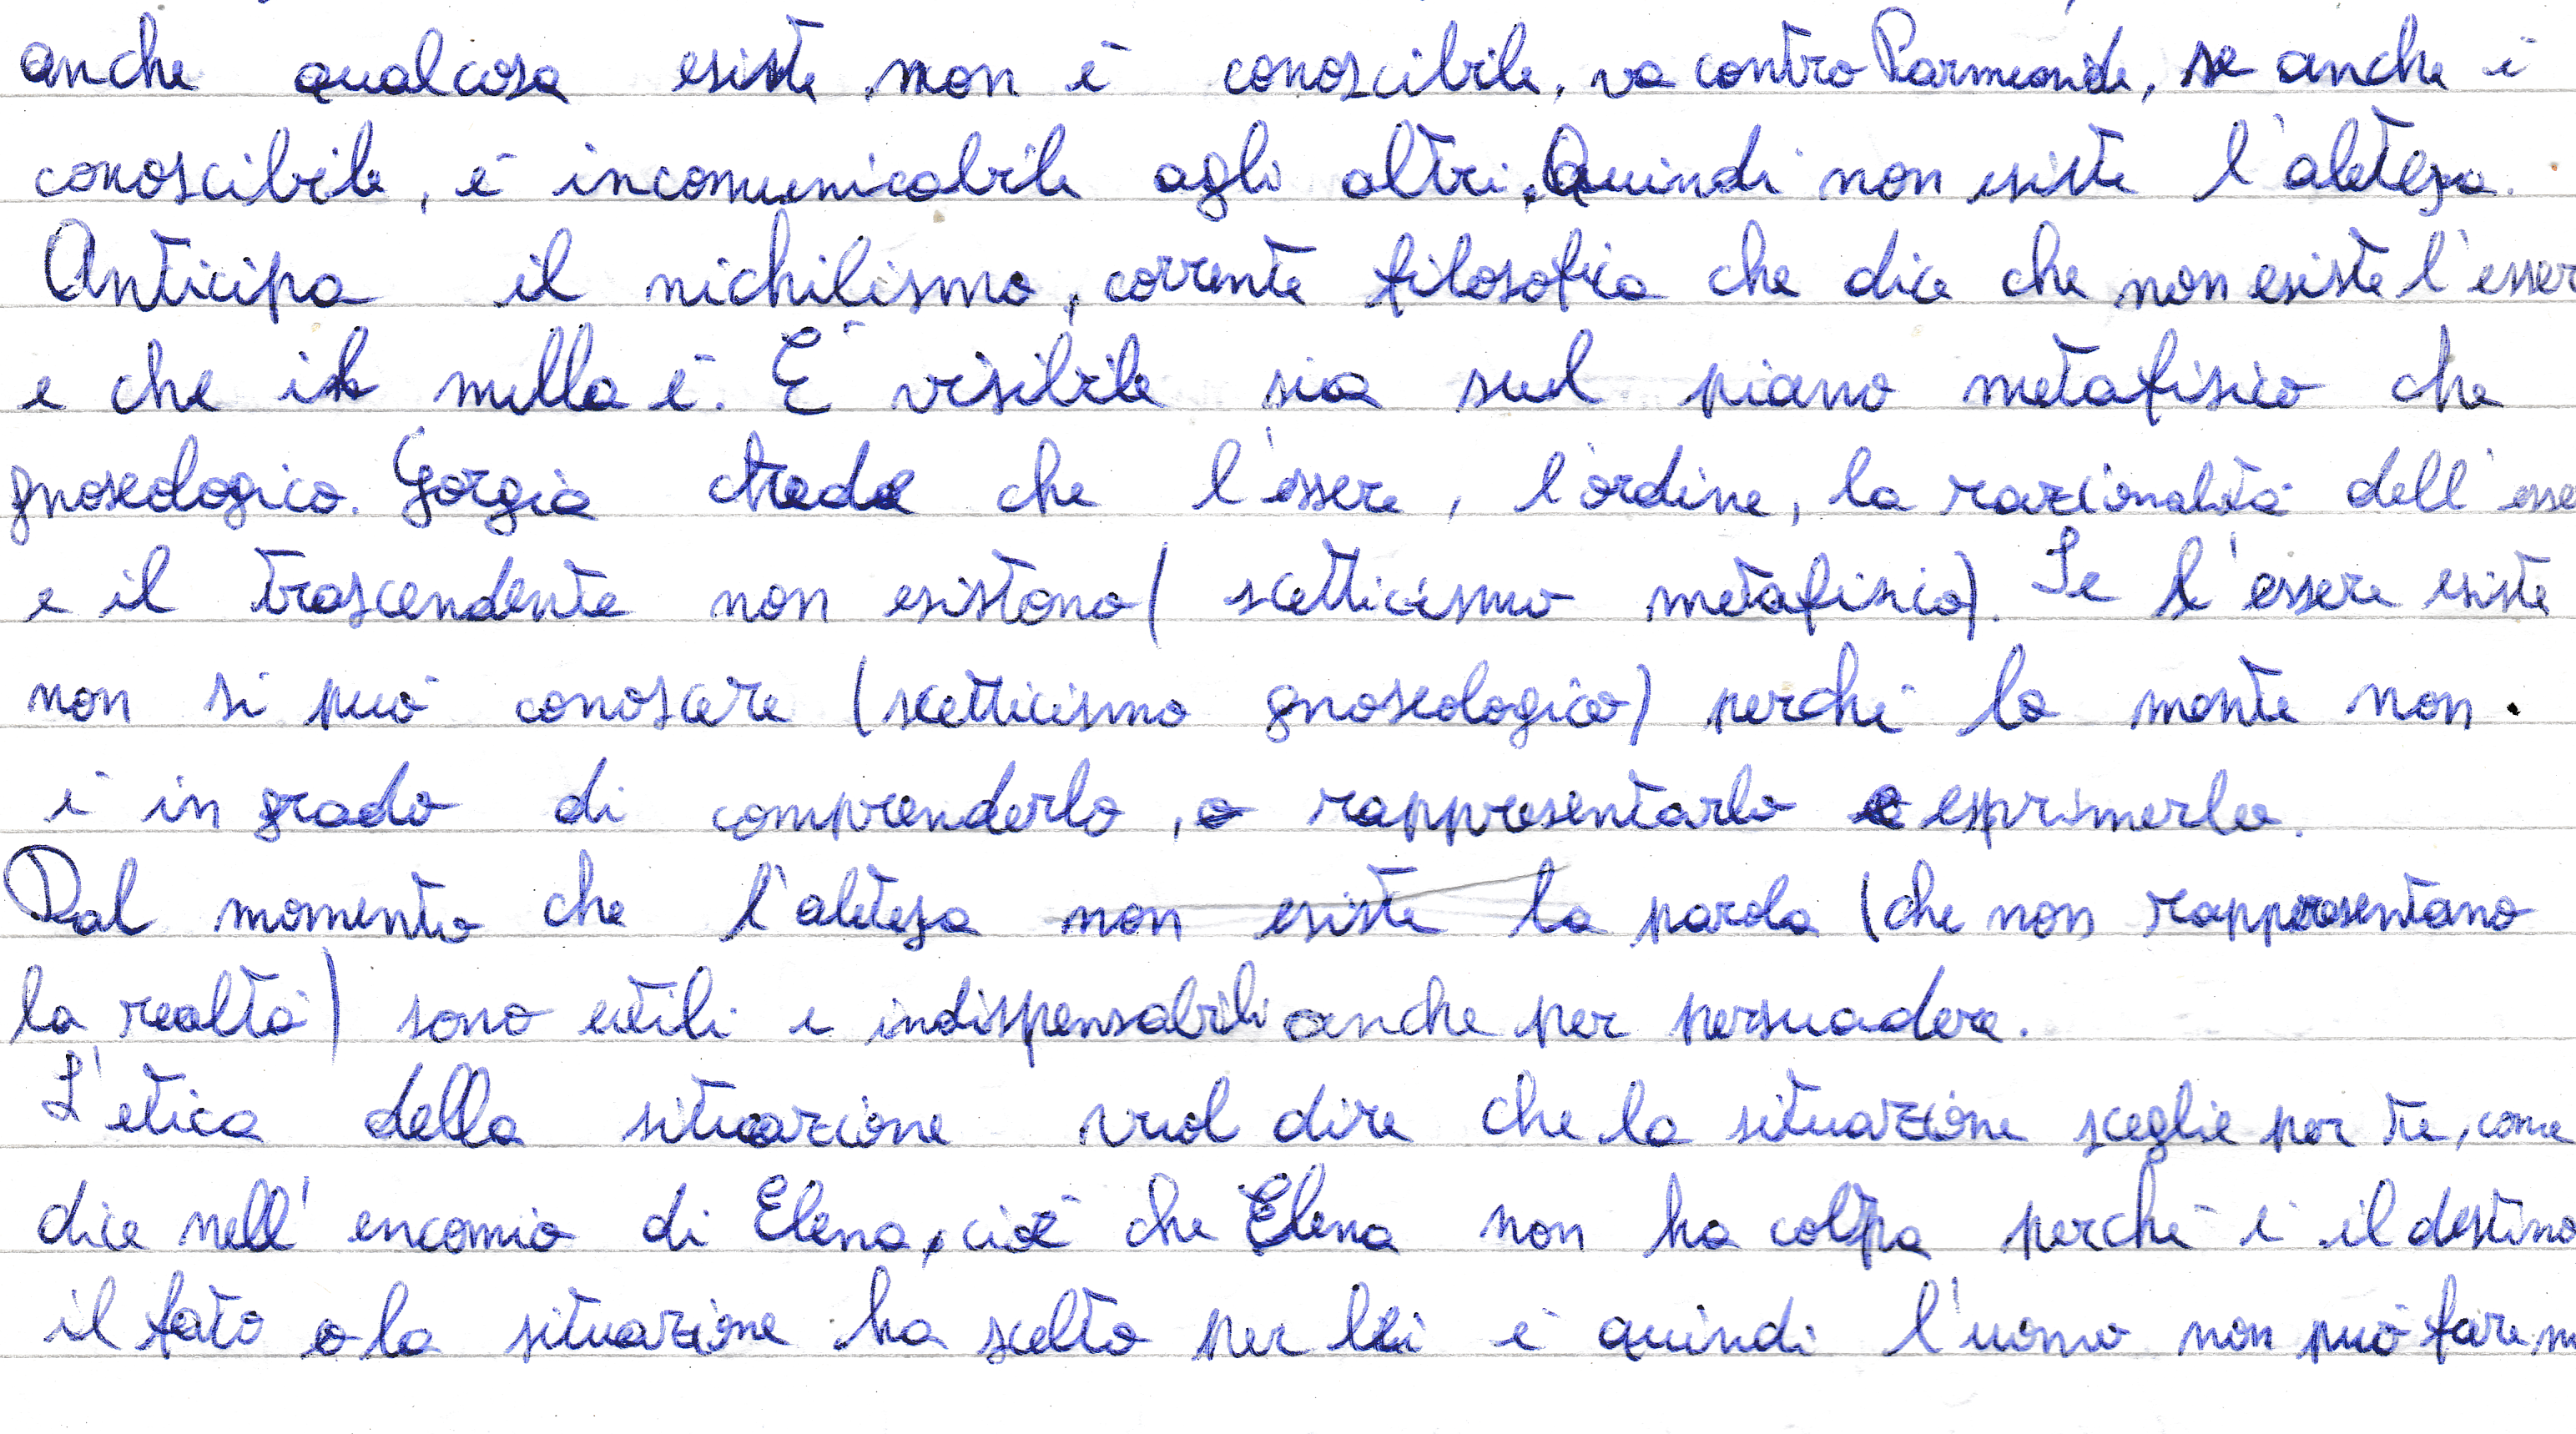 anche qualcosa esiste, non è conoscibile, va contro Parmenide, se anche è
conoscibile, è incomunicabile agli altri. Quindi non esiste l'aleteya.
Anticipa il nichilismo, corrente filosofica che dice che non esiste l'esser
e che il nulla è. È visibile sia sul piano metafisico che
gnoseologico. Gorgia crede che l'essere, l'ordine, la razionalità dell'esse
e il trascendente non esistono (scetticismo metafisico). Se l'essere esiste
non si può conoscere (scetticismo gnoseologico) perché la mente non
è in grado di comprenderlo, o rappresentarlo e esprimerlo.
Dal momento che l'aleteya non esiste la parola (che non rappresentano
la realtà) sono utili e indispensabili anche per persuadere.
L'etica della situazione vuol dire che la situazione sceglie per te, come
dice nell'encomio di Elena, cioè che Elena non ha colpa perché è il destino
il fato o la situazione ha scelto per lei e quindi l'uomo non può fare